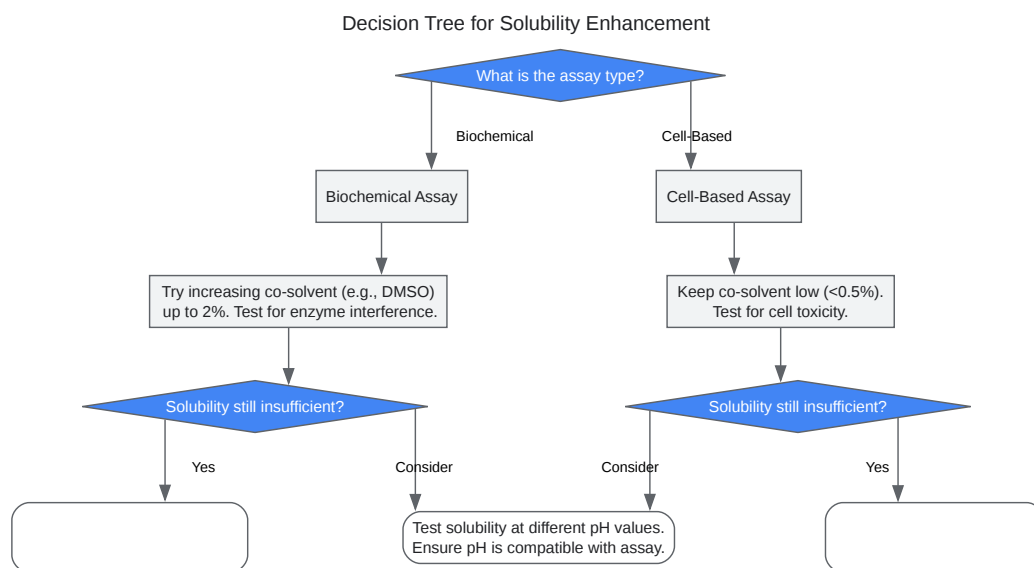 Decision Tree for Solubility Enhancement
What is the assay type?
Biochemical
Cell-Based
Biochemical Assay
Cell-Based Assay
Try increasing co-solvent (e.g., DMSO)
up to 2%. Test for enzyme interference.
Keep co-solvent low (<0.5%).
Test for cell toxicity.
Solubility still insufficient?
Solubility still insufficient?
Yes
Consider
Consider
Yes
Test solubility at different pH values.
Ensure pH is compatible with assay.